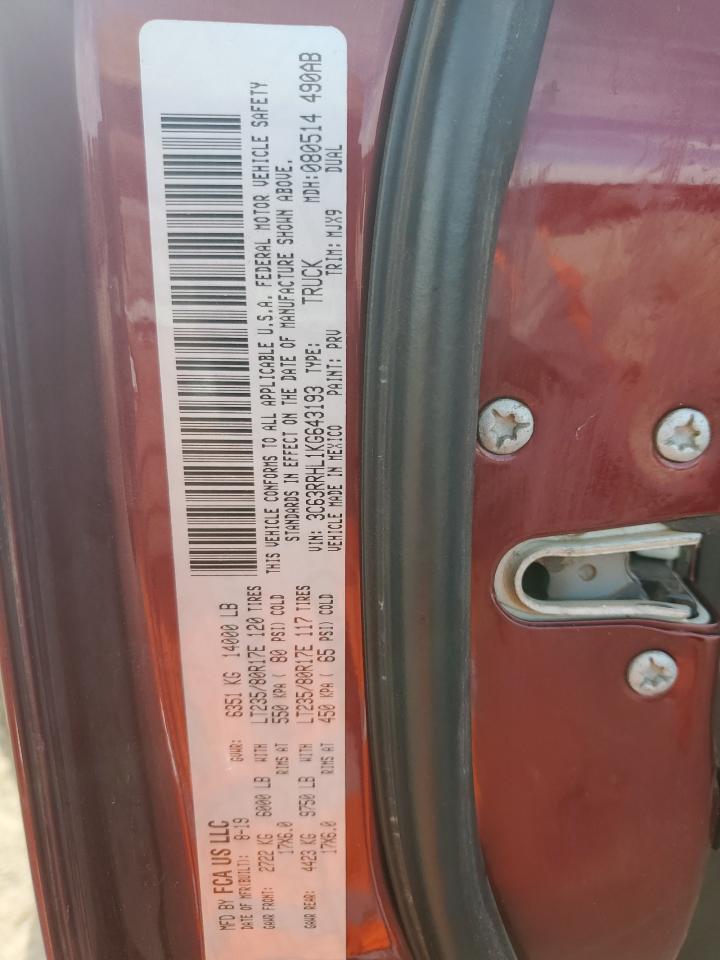 MFD BY FCA US LLC
DATE OF MFR(BUILT): 8-19 GVWR: 6351 KG 14000 LB
GAWR FRONT: 2722 KG 6000 LB WITH LT235/80R17E 120 TIRES
17X6.0 RIMS AT 550 KPA ( 80 PSI) COLD
GAWR REAR: 4423 KG 9750 LB WITH LT235/80R17E 117 TIRES
17X6.0 RIMS AT 450 KPA ( 65 PSI) COLD
THIS VEHICLE CONFORMS TO ALL APPLICABLE U.S.A. FEDERAL MOTOR VEHICLE SAFETY
STANDARDS IN EFFECT ON THE DATE OF MANUFACTURE SHOWN ABOVE.
VIN: 3C63RRHL1KG643193 TYPE: TRUCK MDH:080514 490AB
VEHICLE MADE IN MEXICO PAINT: PRV TRIM: MJX9 DUAL